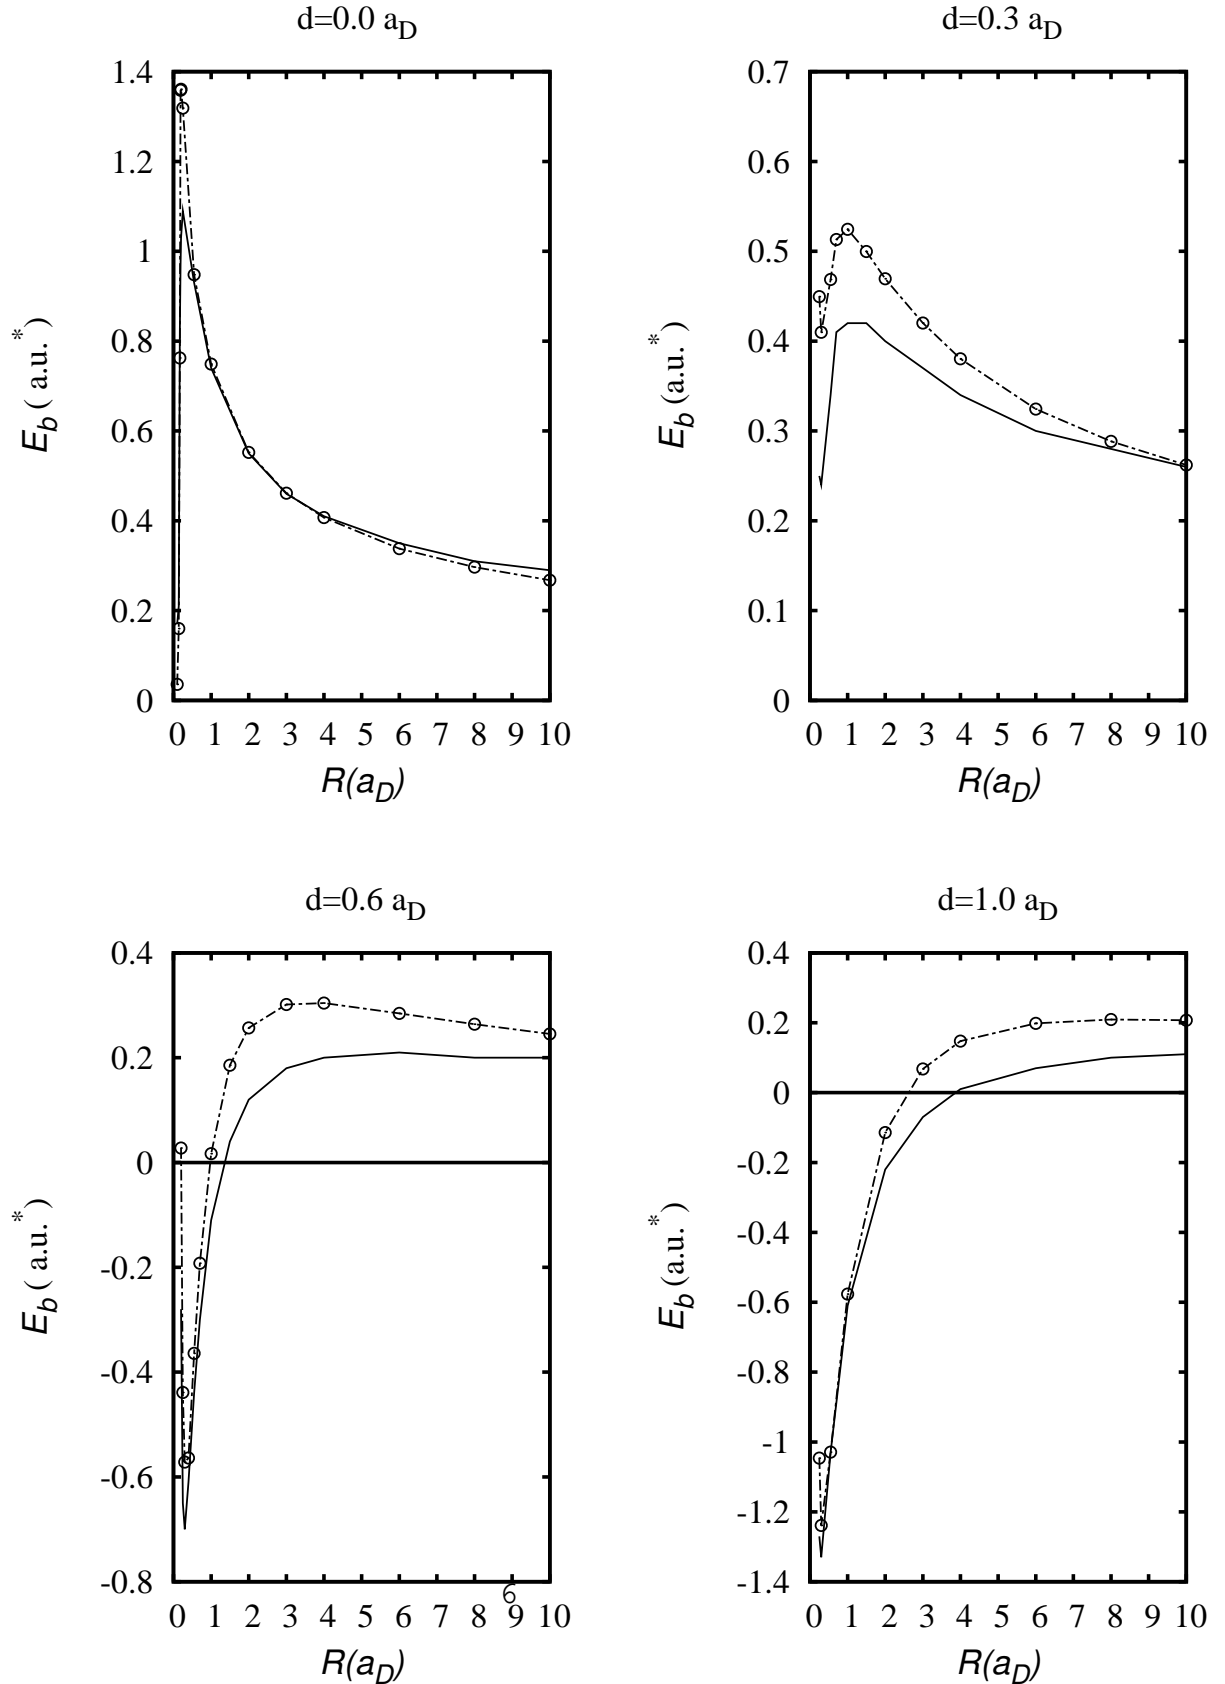 d=0.0 a_D
1.4
1.2
1
0.8
0.6
0.4
0.2
0
E_b ( a.u.* )
0 1 2 3 4 5 6 7 8 9 10
R(a_D)
d=0.3 a_D
0.7
0.6
0.5
0.4
0.3
0.2
0.1
0
E_b (a.u.* )
0 1 2 3 4 5 6 7 8 9 10
R(a_D)
d=0.6 a_D
0.4
0.2
0
-0.2
-0.4
-0.6
-0.8
E_b ( a.u.* )
6
0 1 2 3 4 5 6 7 8 9 10
R(a_D)
d=1.0 a_D
0.4
0.2
0
-0.2
-0.4
-0.6
-0.8
-1
-1.2
-1.4
E_b (a.u.* )
0 1 2 3 4 5 6 7 8 9 10
R(a_D)